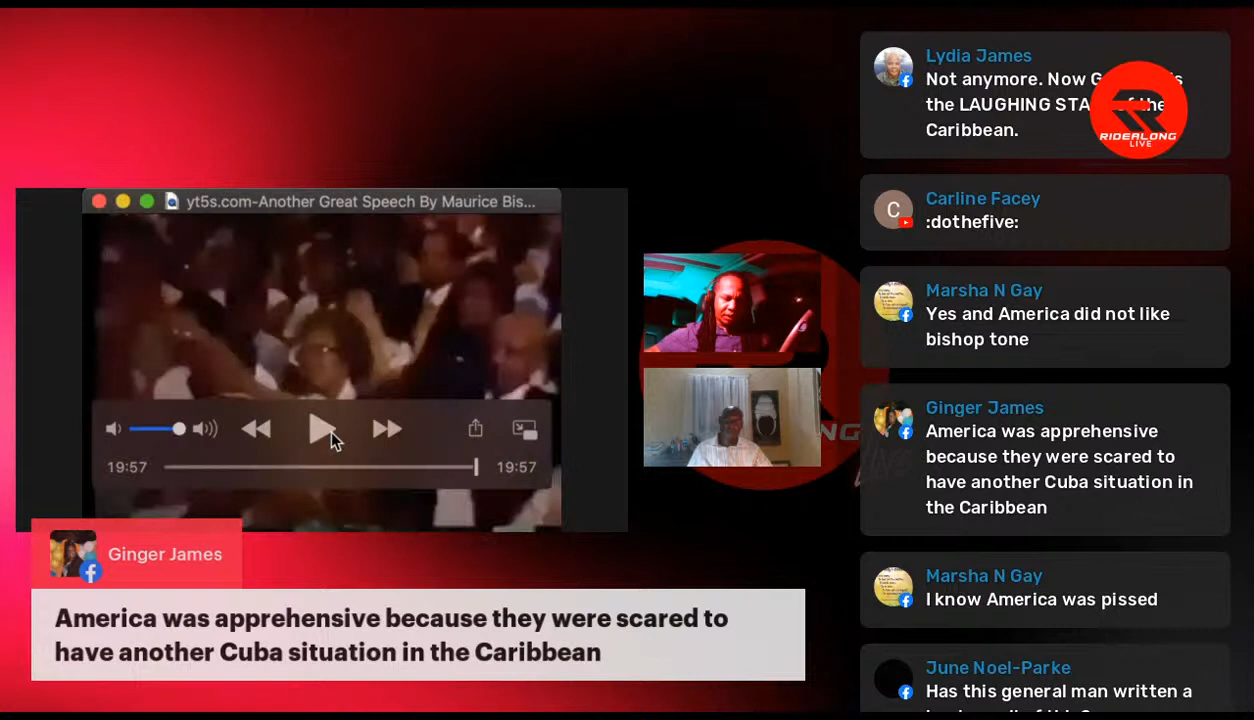 yt5s.com-Another Great Speech By Maurice Bis...
19:57
19:57
Ginger James
America was apprehensive because they were scared to
have another Cuba situation in the Caribbean
Lydia James
Not anymore. Now
the LAUGHING the
Caribbean.
RIDEALONG
LIVE
C
Carline Facey
:dothefive:
Marsha N Gay
Yes and America did not like
bishop tone
Ginger James
America was apprehensive
because they were scared to
have another Cuba situation in
the Caribbean
Marsha N Gay
I know America was pissed
June Noel-Parke
Has this general man written a